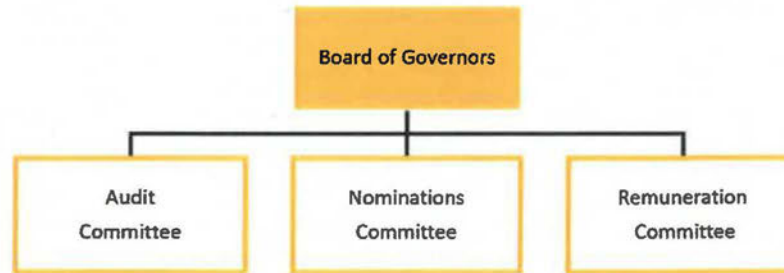 Board of Governors
Audit
Committee
Nominations
Committee
Remuneration
Committee